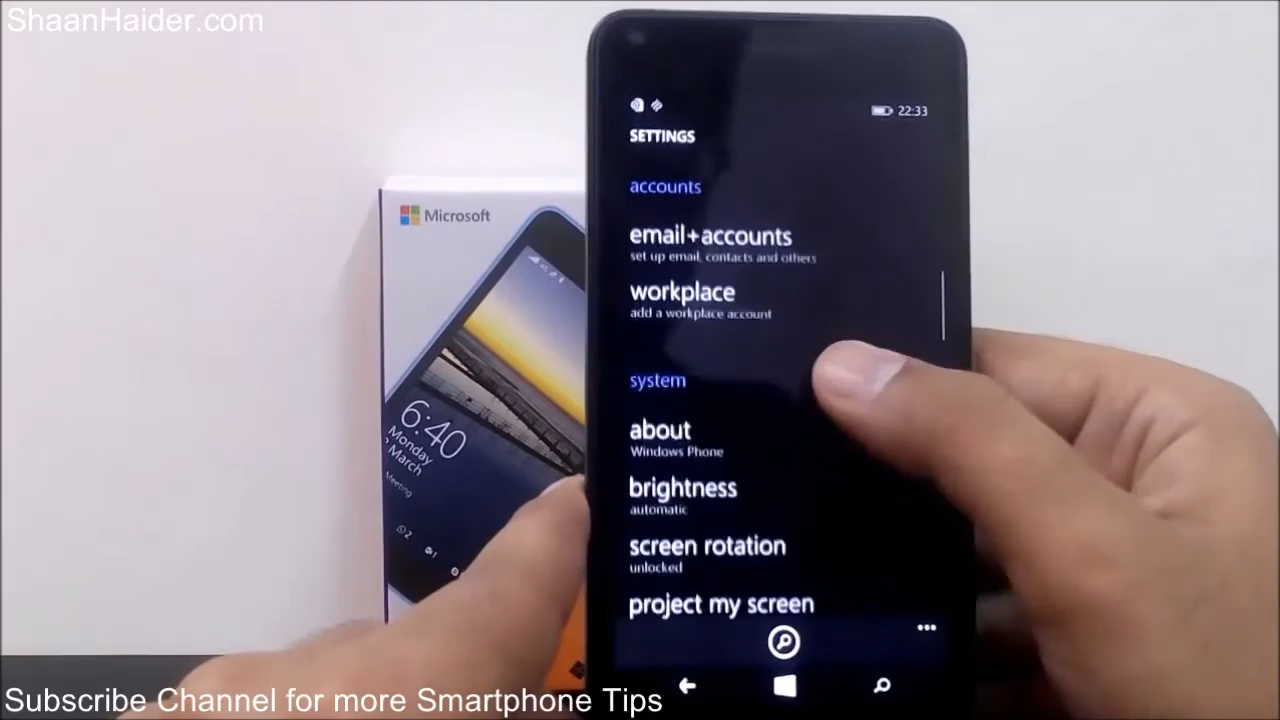 ShaanHaider.com
22:33
SETTINGS
accounts
email+accounts
set up email, contacts and others
workplace
add a workplace account
system
about
Windows Phone
brightness
automatic
screen rotation
unlocked
project my screen
Microsoft
6:40
Monday
March
Meeting
Subscribe Channel for more Smartphone Tips